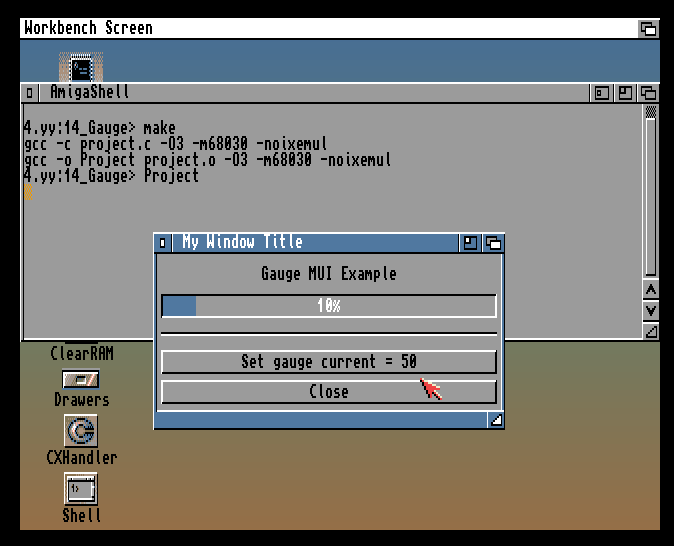 Workbench Screen
AmigaShell
4.yy:14_Gauge> make
gcc -c project.c -O3 -m68030 -noixemul
gcc -o Project project.o -O3 -m68030 -noixemul
4.yy:14_Gauge> Project
My Window Title
Gauge MUI Example
10%
Set gauge current = 50
Close
ClearRAM
Drawers
CXHandler
1>
Shell